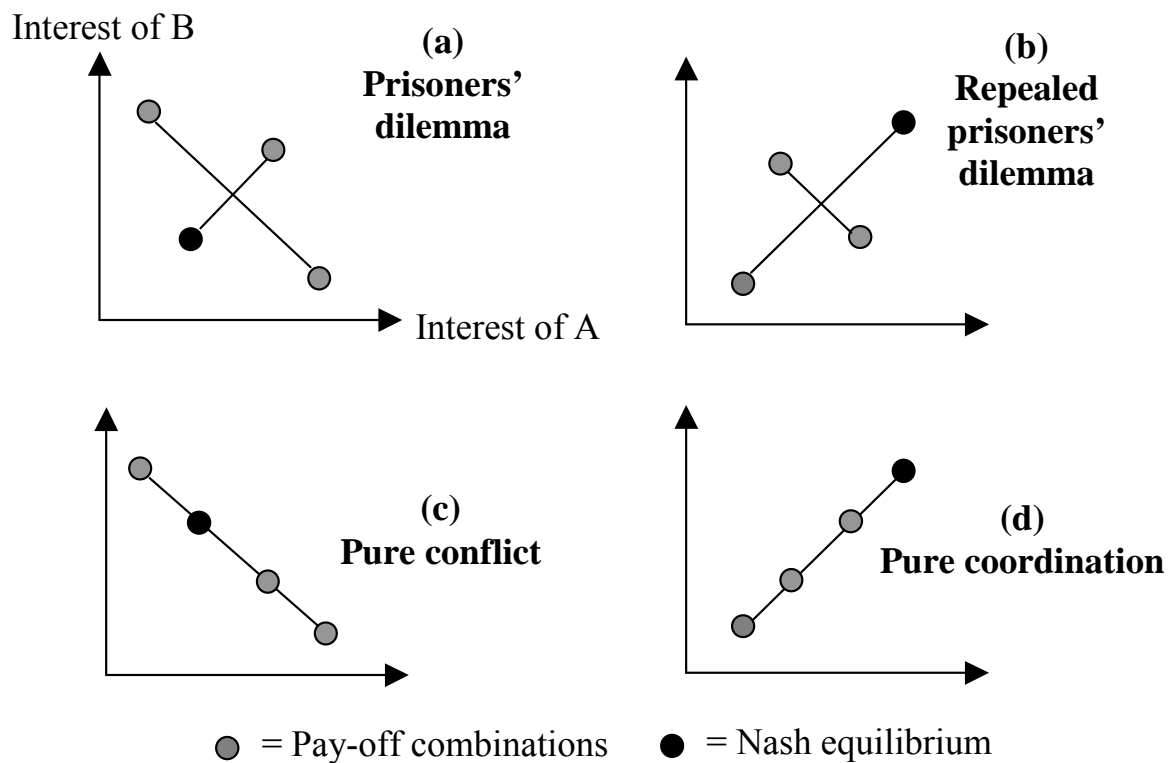 Interest of B
(a)
Prisoners’
dilemma
Interest of A
(b)
Repealed
prisoners’
dilemma
(c)
Pure conflict
(d)
Pure coordination
= Pay-off combinations
= Nash equilibrium